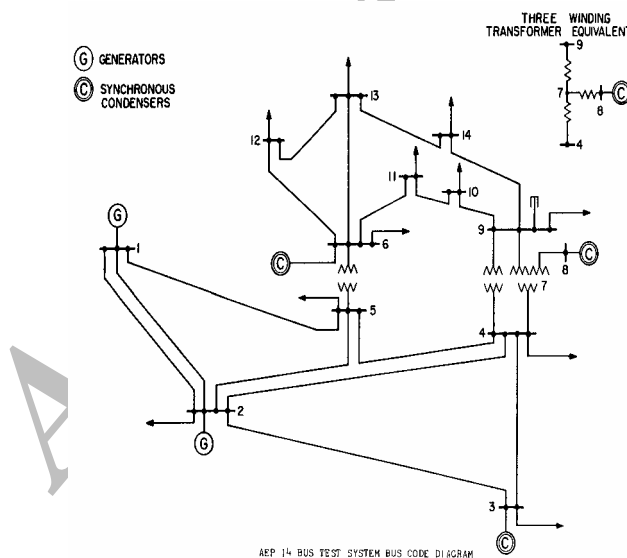 THREE WINDING
TRANSFORMER EQUIVALENT
9
7
C
8
4
G GENERATORS
C SYNCHRONOUS
CONDENSERS
13
14
12
11
10
G
1
9
6
C
8
C
7
5
4
2
G
3
C
AEP 14 BUS TEST SYSTEM BUS CODE DIAGRAM